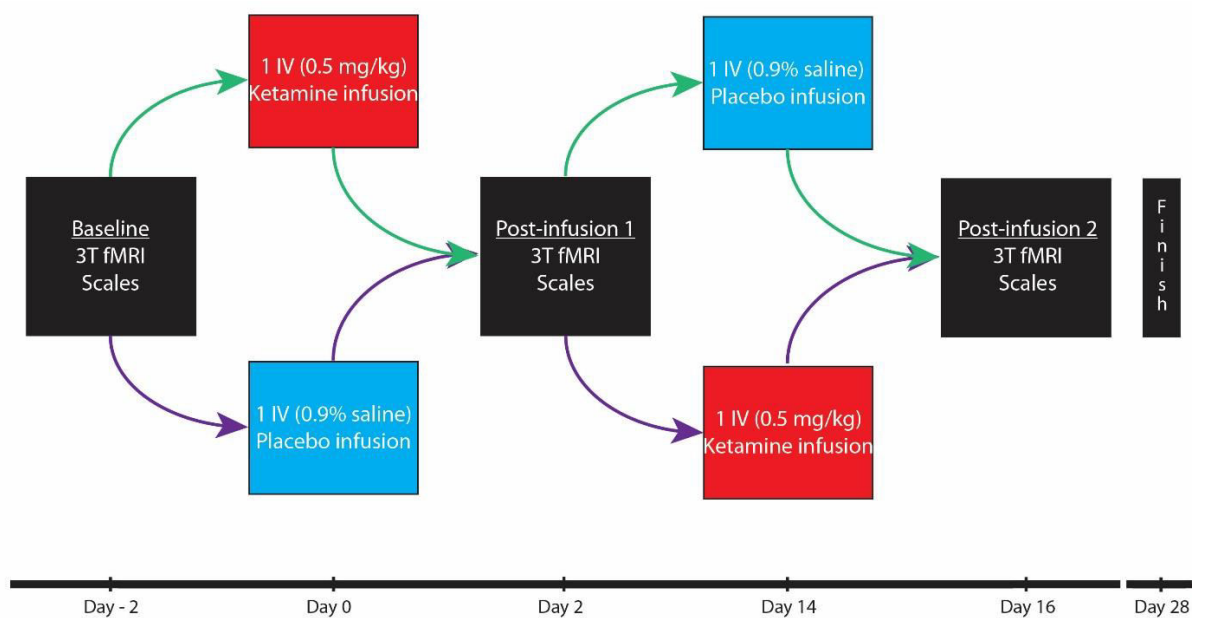 1 IV (0.5 mg/kg)
Ketamine infusion
1 IV (0.9% saline)
Placebo infusion
Baseline
3T fMRI
Scales
Post-infusion 1
3T fMRI
Scales
Post-infusion 2
3T fMRI
Scales
Finish
1 IV (0.9% saline)
Placebo infusion
1 IV (0.5 mg/kg)
Ketamine infusion
Day - 2
Day 0
Day 2
Day 14
Day 16
Day 28